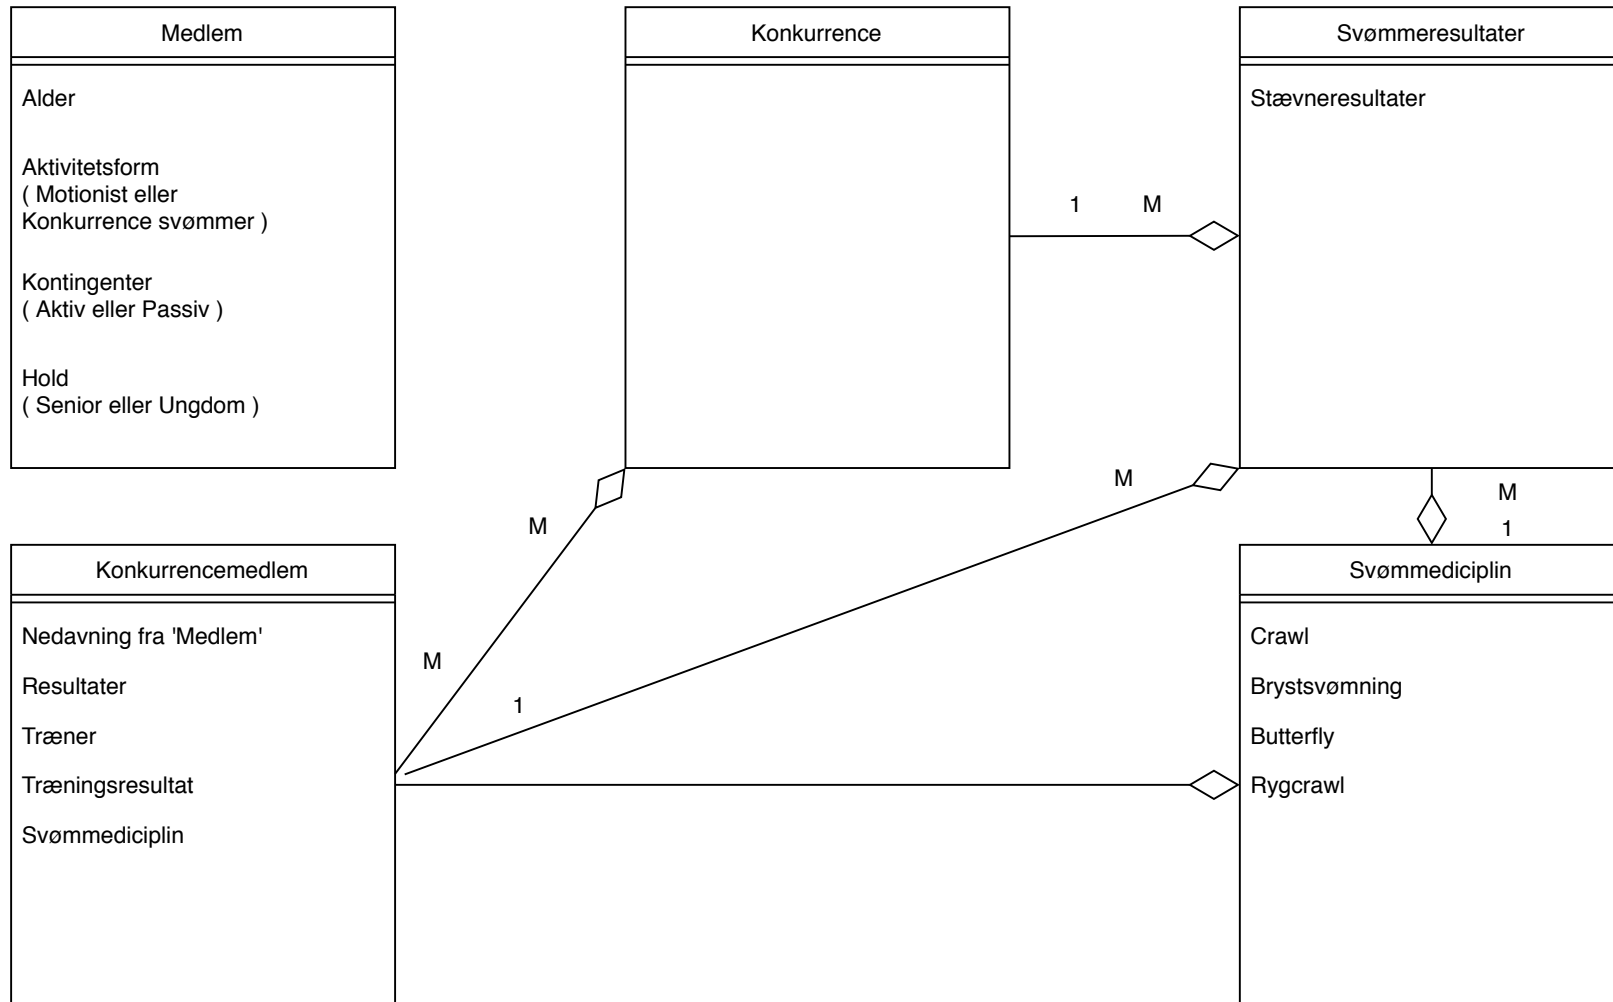 Medlem
Alder
Aktivitetsform
( Motionist eller
Konkurrence svømmer )
Kontingenter
( Aktiv eller Passiv )
Hold
( Senior eller Ungdom )
Konkurrence
Svømmeresultater
Stævneresultater
1 M
M
M
1
M
M
1
Konkurrencemedlem
Nedavning fra 'Medlem'
Resultater
Træner
Træningsresultat
Svømmediciplin
Svømmediciplin
Crawl
Brystsvømning
Butterfly
Rygcrawl